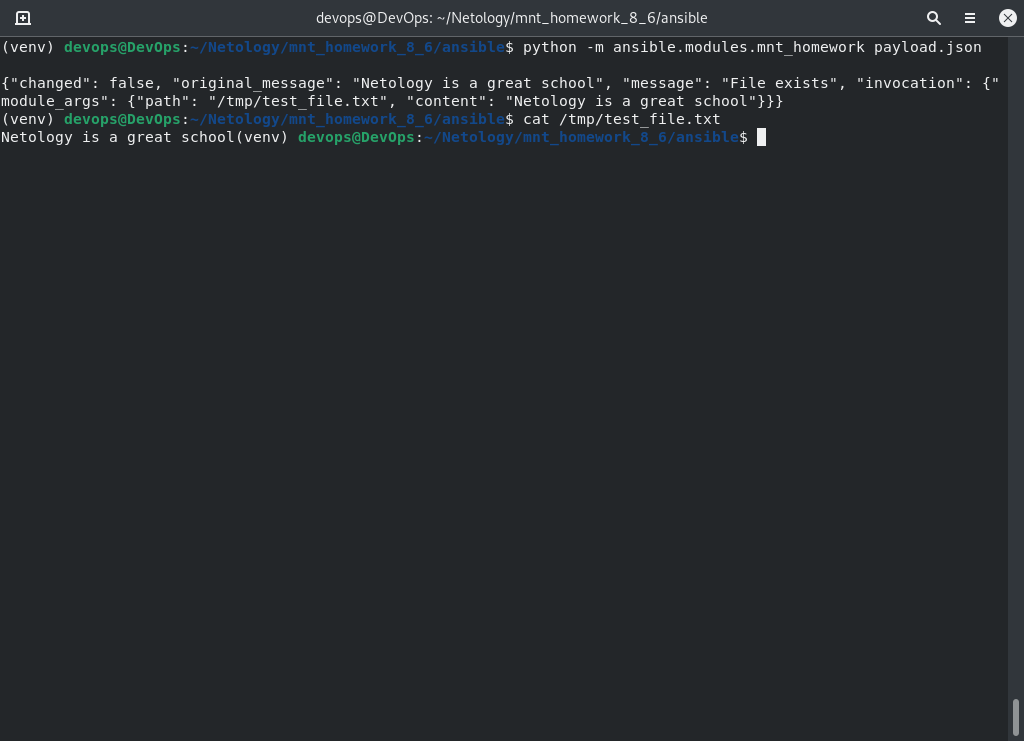 devops@DevOps: ~/Netology/mnt_homework_8_6/ansible
(venv) devops@DevOps:~/Netology/mnt_homework_8_6/ansible$ python -m ansible.modules.mnt_homework payload.json
{"changed": false, "original_message": "Netology is a great school", "message": "File exists", "invocation": {"
module_args": {"path": "/tmp/test_file.txt", "content": "Netology is a great school"}}}
(venv) devops@DevOps:~/Netology/mnt_homework_8_6/ansible$ cat /tmp/test_file.txt
Netology is a great school(venv) devops@DevOps:~/Netology/mnt_homework_8_6/ansible$